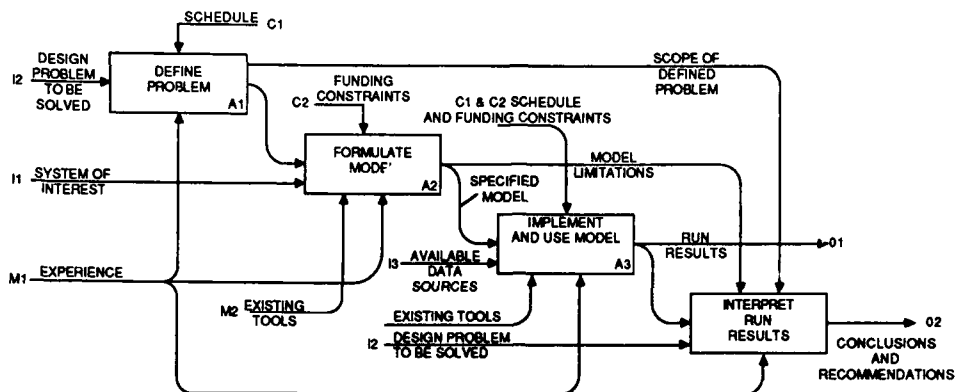 SCHEDULE C1
I2 DESIGN
PROBLEM
TO BE
SOLVED
DEFINE
PROBLEM
A1
SCOPE OF
DEFINED
PROBLEM
FUNDING
CONSTRAINTS
C2
C1 & C2 SCHEDULE
AND FUNDING CONSTRAINTS
FORMULATE
MODE'
A2
MODEL
LIMITATIONS
I1 SYSTEM OF
INTEREST
SPECIFIED
MODEL
IMPLEMENT
AND USE MODEL
A3
RUN
RESULTS
01
I3 AVAILABLE
DATA
SOURCES
M1 EXPERIENCE
M2 EXISTING
TOOLS
EXISTING TOOLS
I2 DESIGN PROBLEM
TO BE SOLVED
INTERPRET
RUN
RESULTS
02
CONCLUSIONS
AND
RECOMMENDATIONS